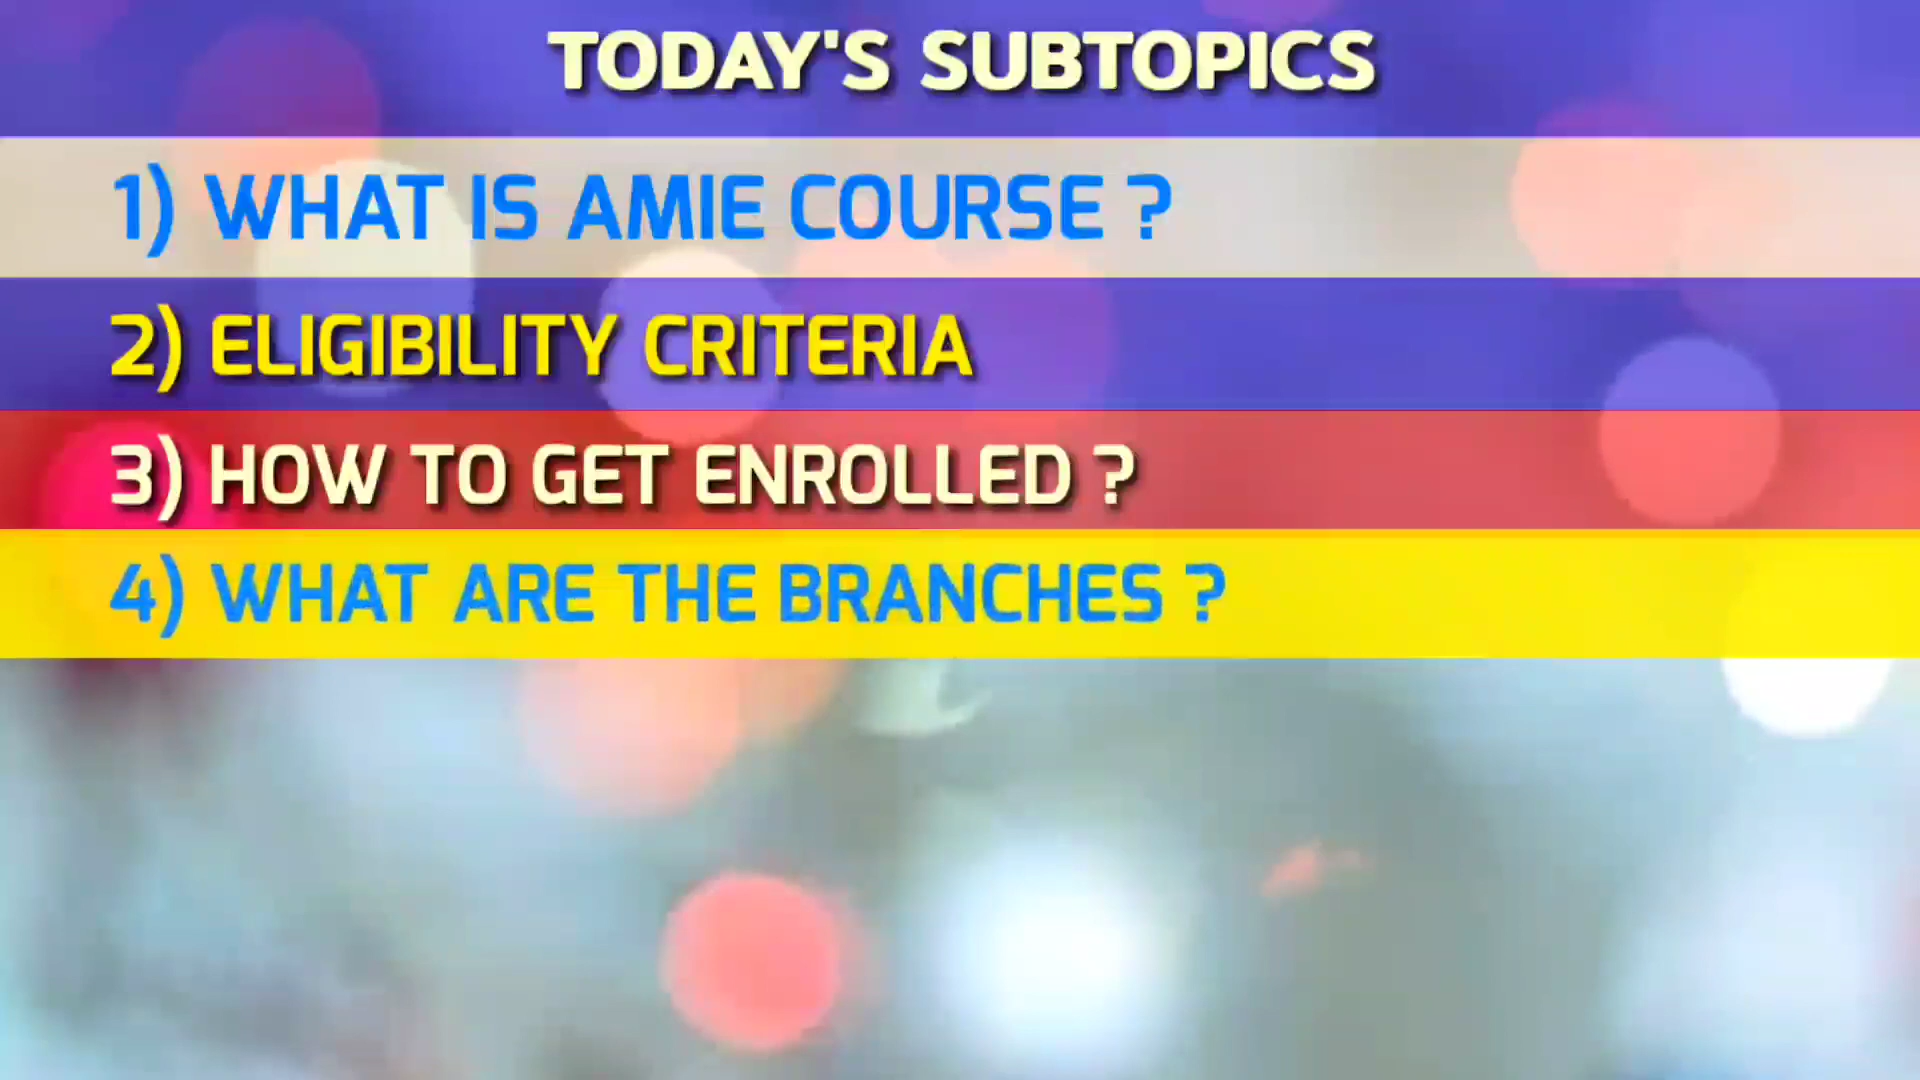 TODAY'S SUBTOPICS
1) WHAT IS AMIE COURSE ?
2) ELIGIBILITY CRITERIA
3) HOW TO GET ENROLLED ?
4) WHAT ARE THE BRANCHES ?